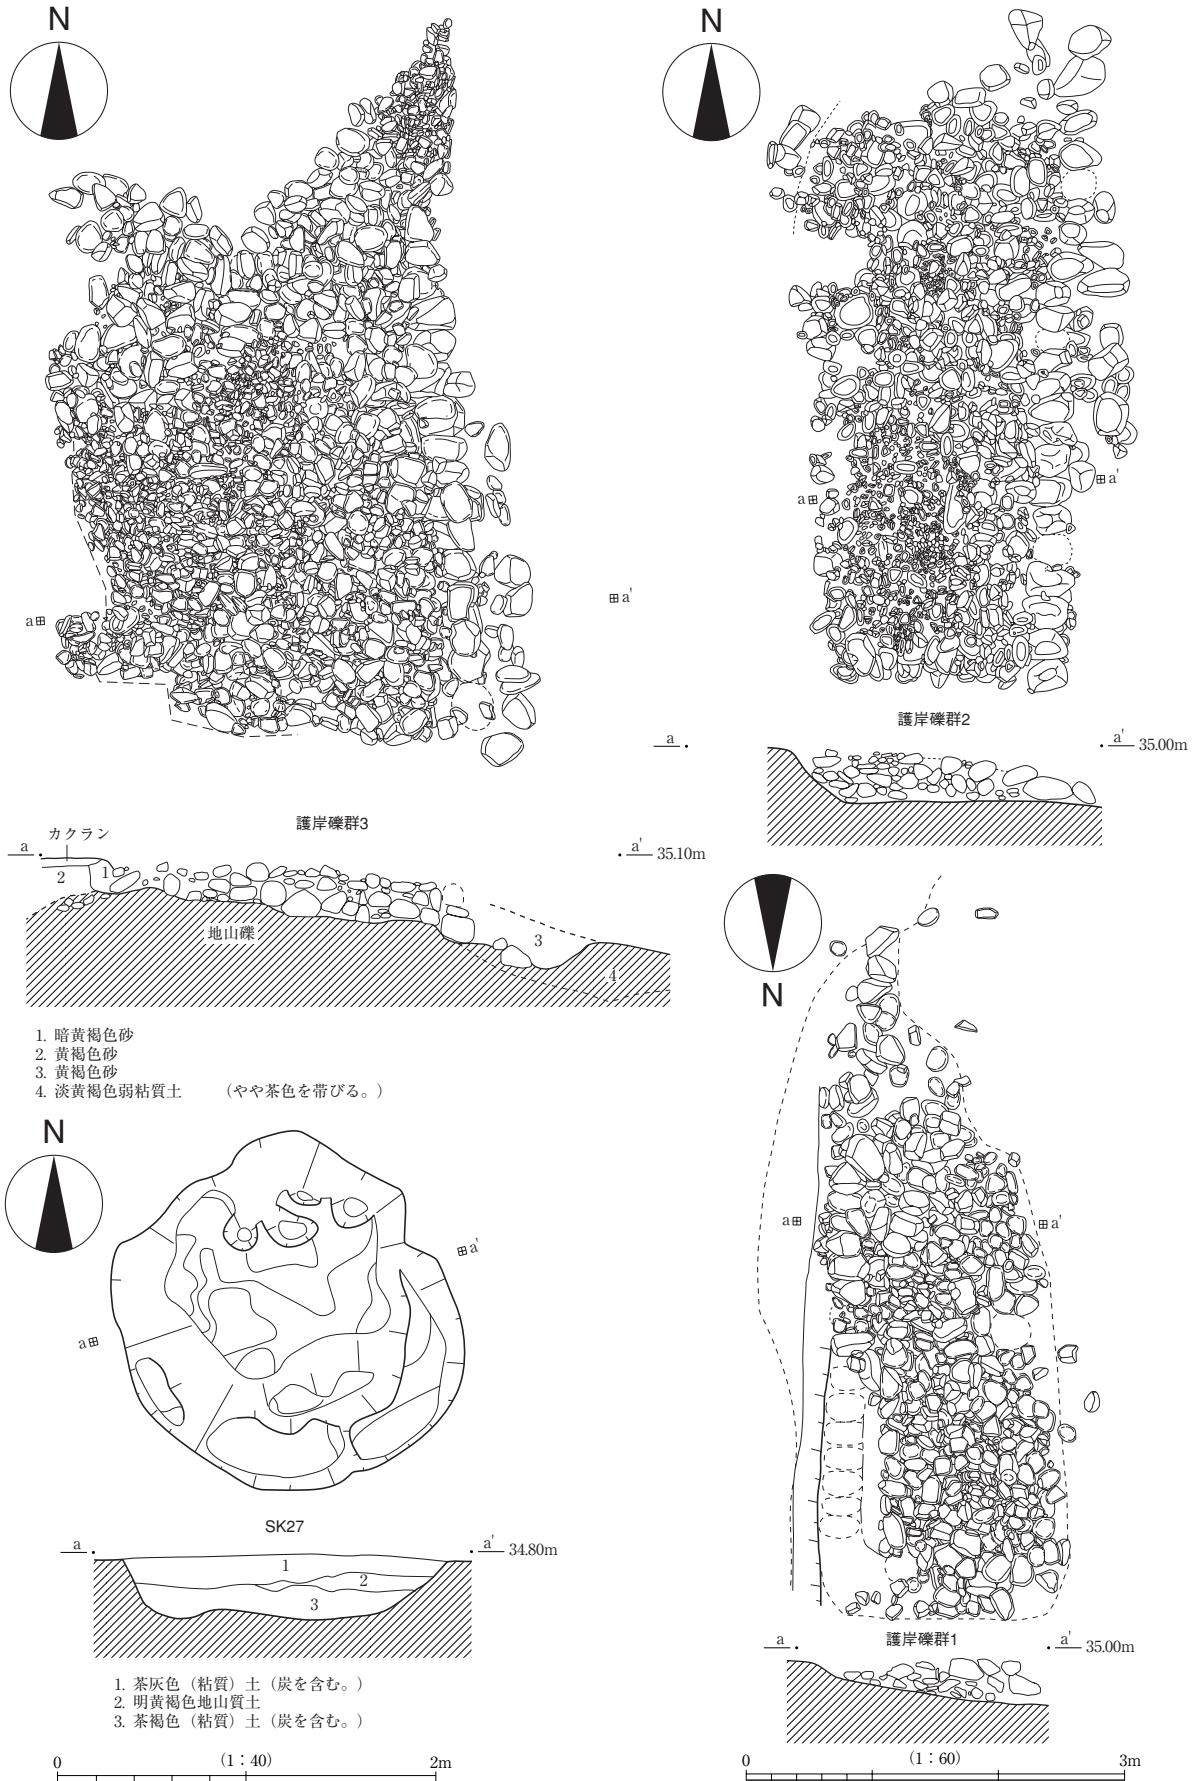 N
N
a
a'
a
a'
護岸礫群2
a
a'
35.00m
護岸礫群3
カクラン
a
a'
35.10m
2
1
3
地山礫
4
N
1. 暗黄褐色砂
2. 黄褐色砂
3. 黄褐色砂
4. 淡黄褐色弱粘質土 （やや茶色を帯びる。）
N
a
a'
a
a'
SK27
a
a'
34.80m
1
2
3
護岸礫群1
a
a'
35.00m
1. 茶灰色（粘質）土（炭を含む。）
2. 明黄褐色地山質土
3. 茶褐色（粘質）土（炭を含む。）
0 （1：40） 2m
0 （1：60） 3m